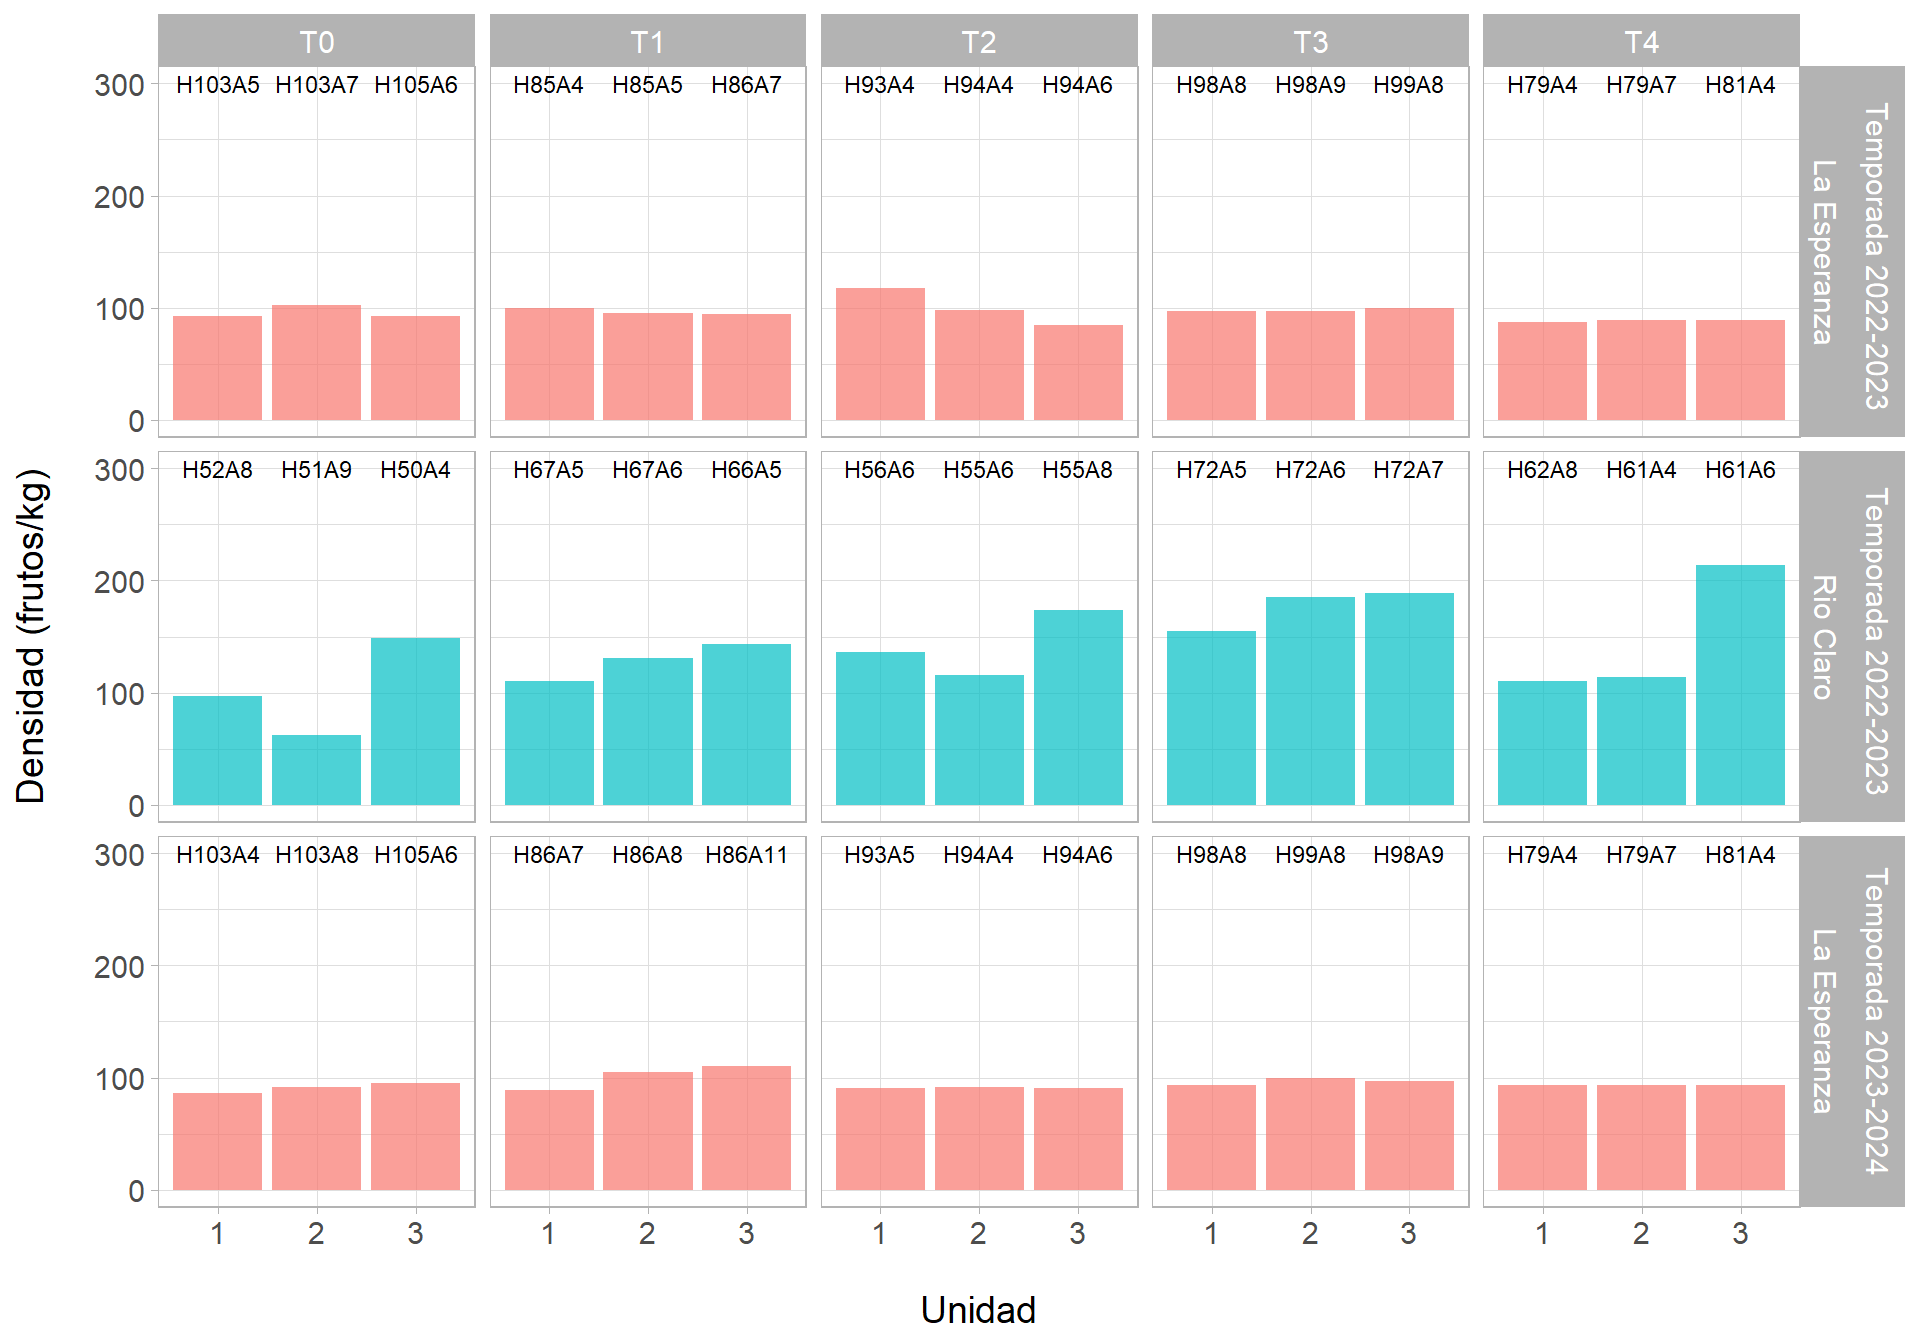 T0 T1 T2 T3 T4
300 H103A5 H103A7 H105A6 H85A4 H85A5 H86A7 H93A4 H94A4 H94A6 H98A8 H98A9 H99A8 H79A4 H79A7 H81A4
200
100
0
Temporada 2022-2023
La Esperanza
300 H52A8 H51A9 H50A4 H67A5 H67A6 H66A5 H56A6 H55A6 H55A8 H72A5 H72A6 H72A7 H62A8 H61A4 H61A6
200
100
0
Temporada 2022-2023
Rio Claro
300 H103A4 H103A8 H105A6 H86A7 H86A8 H86A11 H93A5 H94A4 H94A6 H98A8 H99A8 H98A9 H79A4 H79A7 H81A4
200
100
0
Temporada 2023-2024
La Esperanza
Densidad (frutos/kg)
1 2 3 1 2 3 1 2 3 1 2 3 1 2 3
Unidad